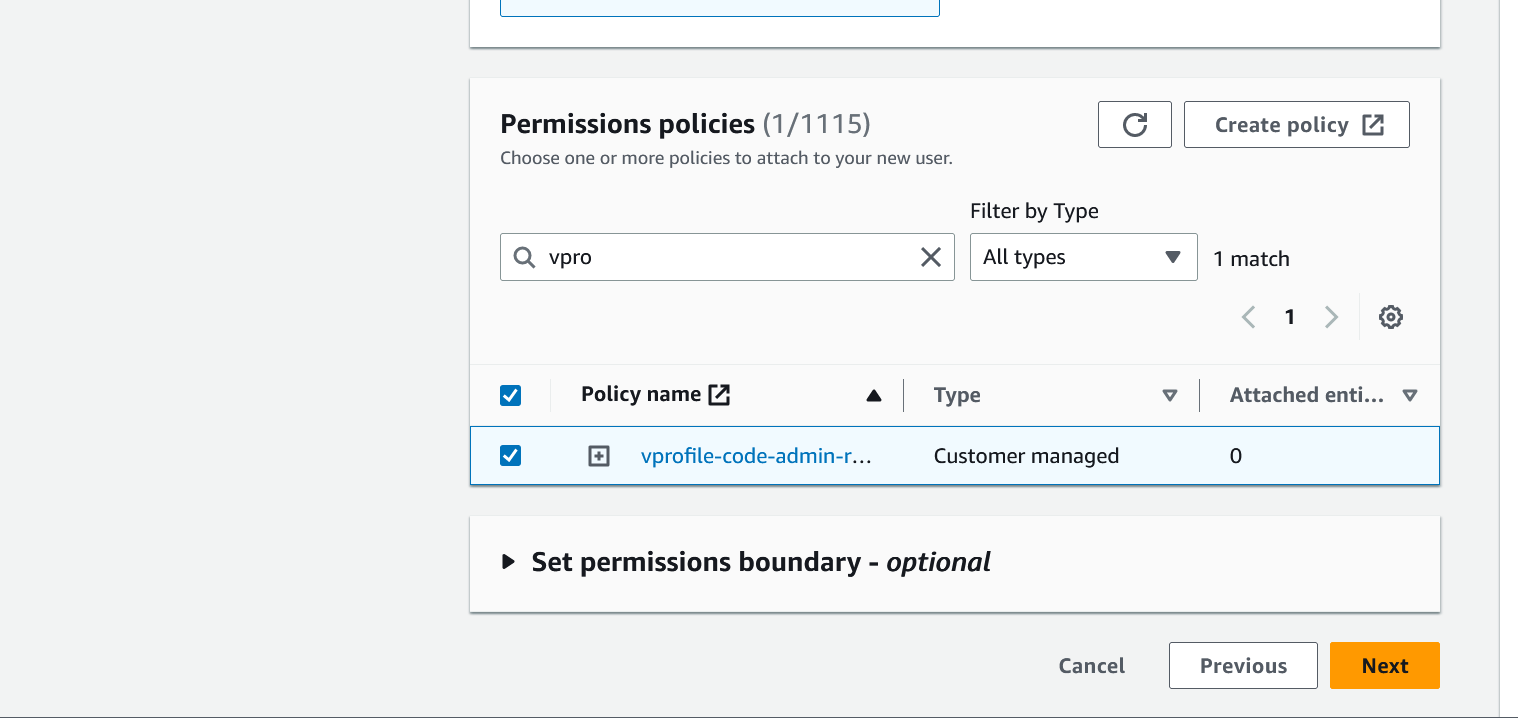 Permissions policies (1/1115)
Create policy
Choose one or more policies to attach to your new user.
Filter by Type
vpro
All types
1 match
1
Policy name
Type
Attached enti...
vprofile-code-admin-r...
Customer managed
0
Set permissions boundary - optional
Cancel
Previous
Next